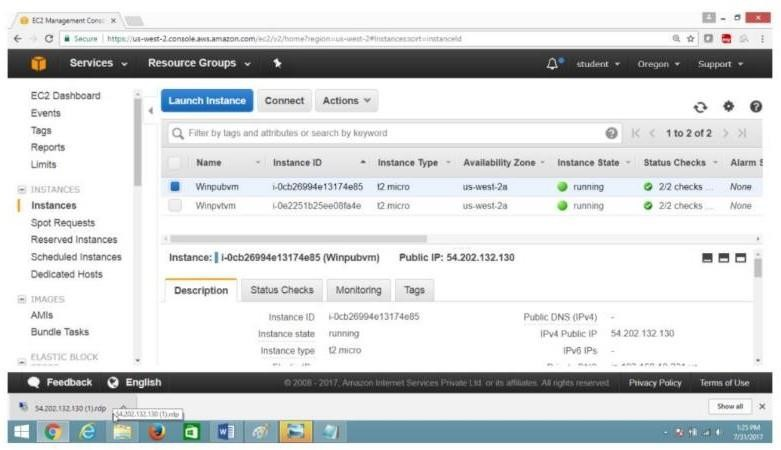 EC2 Management Consol ×
Secure | https://us-west-2.console.aws.amazon.com/ec2/v2/home?region=us-west-2#Instances:sort=instanceId
Services Resource Groups student Oregon Support
EC2 Dashboard
Events
Tags
Reports
Limits
INSTANCES
Instances
Spot Requests
Reserved Instances
Scheduled Instances
Dedicated Hosts
IMAGES
AMIs
Bundle Tasks
ELASTIC BLOCK
Launch Instance Connect Actions
Filter by tags and attributes or search by keyword 1 to 2 of 2
Name Instance ID Instance Type Availability Zone Instance State Status Checks Alarm S
Winpubvm i-0cb26994e13174e85 t2.micro us-west-2a running 2/2 checks ... None
Winpvtvm i-0e2251b25ee08fa4e t2.micro us-west-2a running 2/2 checks ... None
Instance: i-0cb26994e13174e85 (Winpubvm) Public IP: 54.202.132.130
Description Status Checks Monitoring Tags
Instance ID i-0cb26994e13174e85 Public DNS (IPv4) -
Instance state running IPv4 Public IP 54.202.132.130
Instance type t2.micro IPv6 IPs -
Feedback English © 2008 - 2017, Amazon Internet Services Private Ltd. or its affiliates. All rights reserved. Privacy Policy Terms of Use
54.202.132.130 (1).rdp 54.202.132.130 (1).rdp Show all ×
1:25 PM
7/31/2017